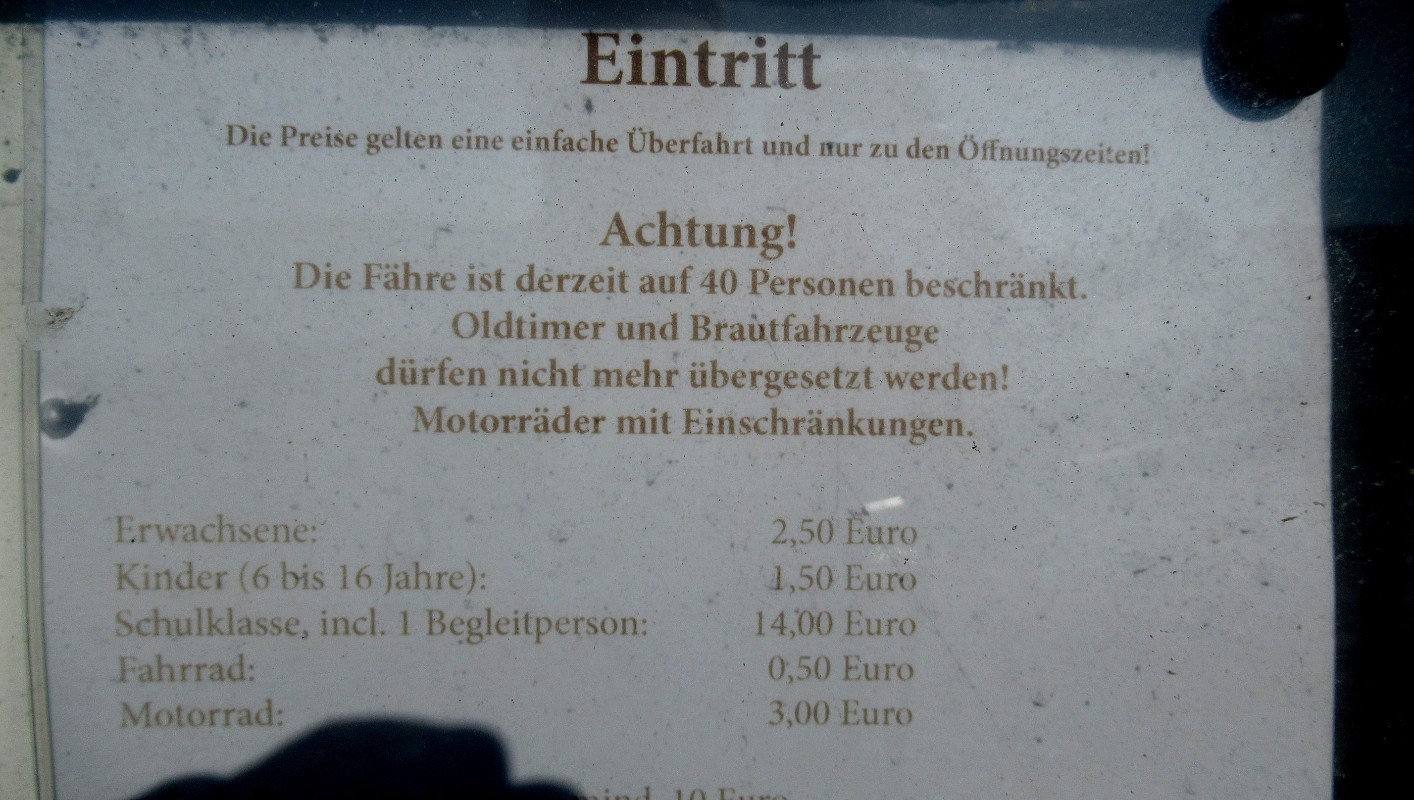 Eintritt
Die Preise gelten eine einfache Überfahrt und nur zu den Öffnungszeiten!
Achtung!
Die Fähre ist derzeit auf 40 Personen beschränkt.
Oldtimer und Brautfahrzeuge
dürfen nicht mehr übergesetzt werden!
Motorräder mit Einschränkungen.
Erwachsene: 2,50 Euro
Kinder (6 bis 16 Jahre): 1,50 Euro
Schulklasse, incl. 1 Begleitperson: 14,00 Euro
Fahrrad: 0,50 Euro
Motorrad: 3,00 Euro
mind. 10 Euro